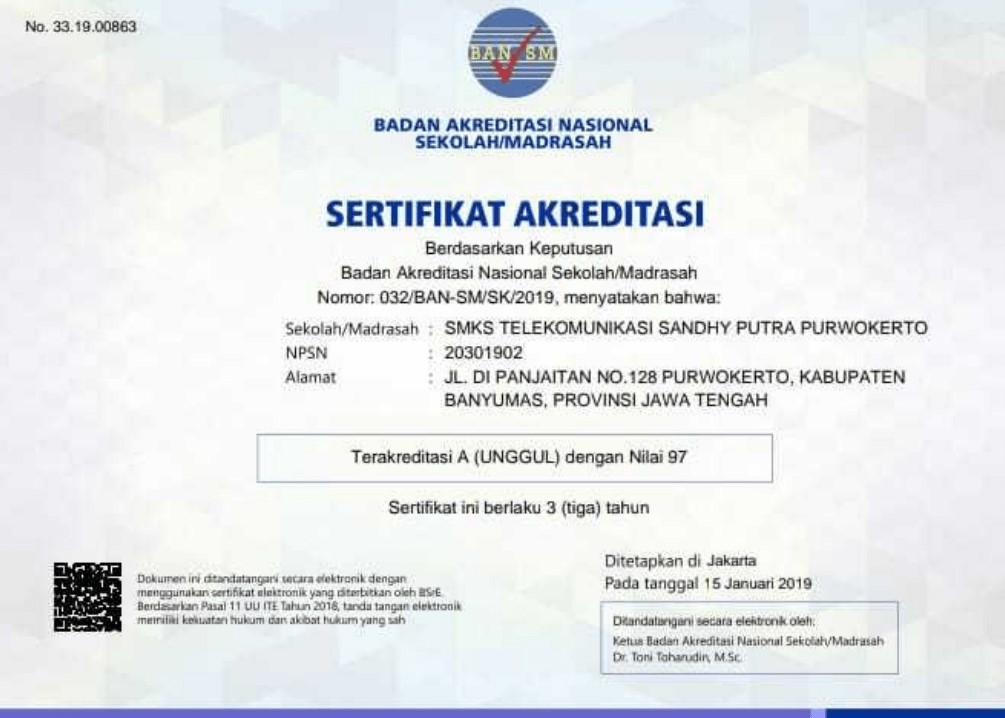 No. 33.19.00863
BAN SM
BADAN AKREDITASI NASIONAL
SEKOLAH/MADRASAH
SERTIFIKAT AKREDITASI
Berdasarkan Keputusan
Badan Akreditasi Nasional Sekolah/Madrasah
Nomor: 032/BAN-SM/SK/2019, menyatakan bahwa:
Sekolah/Madrasah : SMKS TELEKOMUNIKASI SANDHY PUTRA PURWOKERTO
NPSN : 20301902
Alamat : JL. DI PANJAITAN NO.128 PURWOKERTO, KABUPATEN
BANYUMAS, PROVINSI JAWA TENGAH
Terakreditasi A (UNGGUL) dengan Nilai 97
Sertifikat ini berlaku 3 (tiga) tahun
Ditetapkan di Jakarta
Pada tanggal 15 Januari 2019
Dokumen ini ditandatangani secara elektronik dengan
menggunakan sertifikat elektronik yang diterbitkan oleh BSrE.
Berdasarkan Pasal 11 UU ITE Tahun 2018, tanda tangan elektronik
memiliki kekuatan hukum dan akibat hukum yang sah
Ditandatangani secara elektronik oleh:
Ketua Badan Akreditasi Nasional Sekolah/Madrasah
Dr. Toni Toharudin, M.Sc.